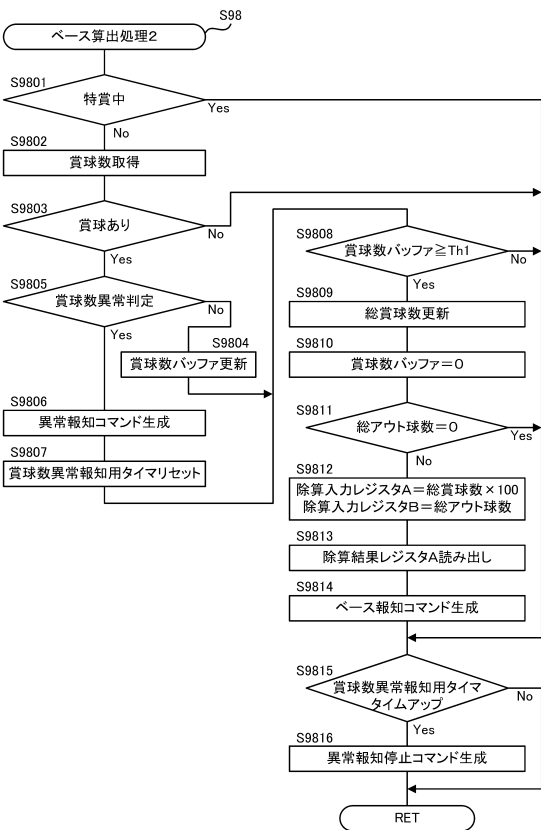 S98
ベース算出処理2
S9801
特賞中
Yes
No
S9802
賞球数取得
S9803
賞球あり
No
Yes
S9805
賞球数異常判定
No
Yes
S9804
賞球数バッファ更新
S9806
異常報知コマンド生成
S9807
賞球数異常報知用タイマリセット
S9808
賞球数バッファ≧Th1
No
Yes
S9809
総賞球数更新
S9810
賞球数バッファ=0
S9811
総アウト球数=0
Yes
No
S9812
除算入力レジスタA=総賞球数×100
除算入力レジスタB=総アウト球数
S9813
除算結果レジスタA読み出し
S9814
ベース報知コマンド生成
S9815
賞球数異常報知用タイマ
タイムアップ
No
Yes
S9816
異常報知停止コマンド生成
RET